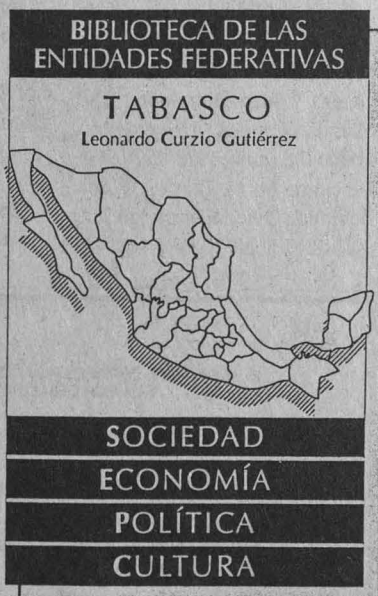 BIBLIOTECA DE LAS
ENTIDADES FEDERATIVAS
TABASCO
Leonardo Curzio Gutiérrez
SOCIEDAD
ECONOMÍA
POLÍTICA
CULTURA